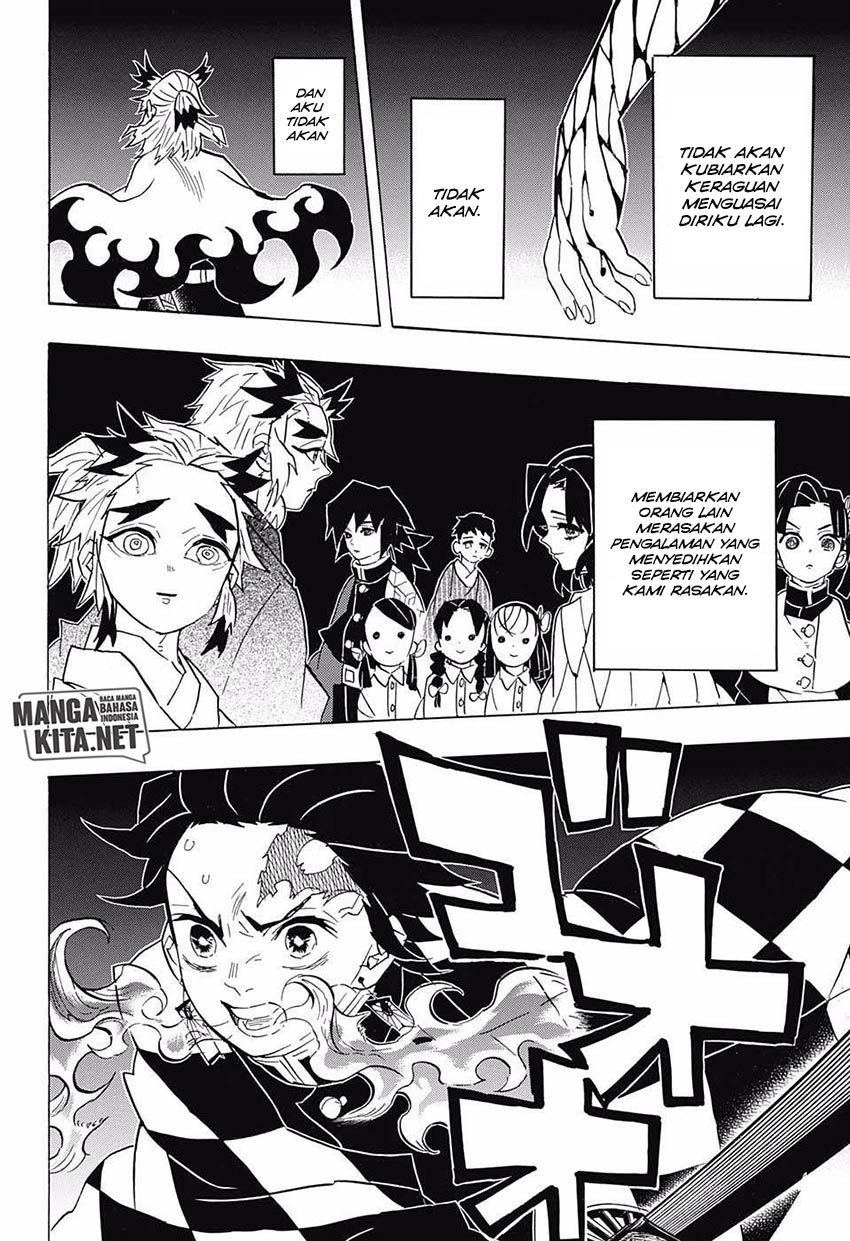 TIDAK AKAN
KUBIARKAN
KERAGUAN
MENGUASAI
DIRIKU LAGI.
TIDAK
AKAN.
DAN
AKU
TIDAK
AKAN
MEMBIARKAN
ORANG LAIN
MERASAKAN
PENGALAMAN YANG
MENYEDIHKAN
SEPERTI YANG
KAMI RASAKAN.
MANGA
KITA.NET
BACA MANGA
BAHASA
INDONESIA